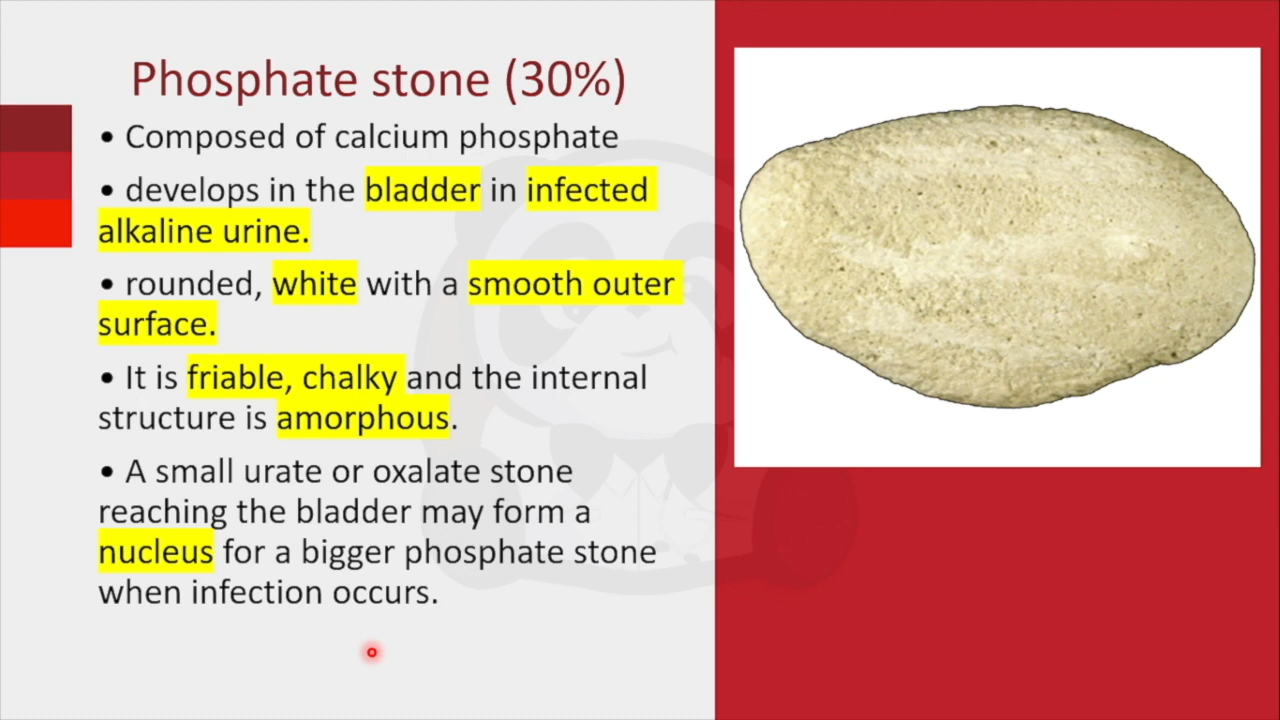 Phosphate stone (30%)
• Composed of calcium phosphate
• develops in the bladder in infected
alkaline urine.
• rounded, white with a smooth outer
surface.
• It is friable, chalky and the internal
structure is amorphous.
• A small urate or oxalate stone
reaching the bladder may form a
nucleus for a bigger phosphate stone
when infection occurs.